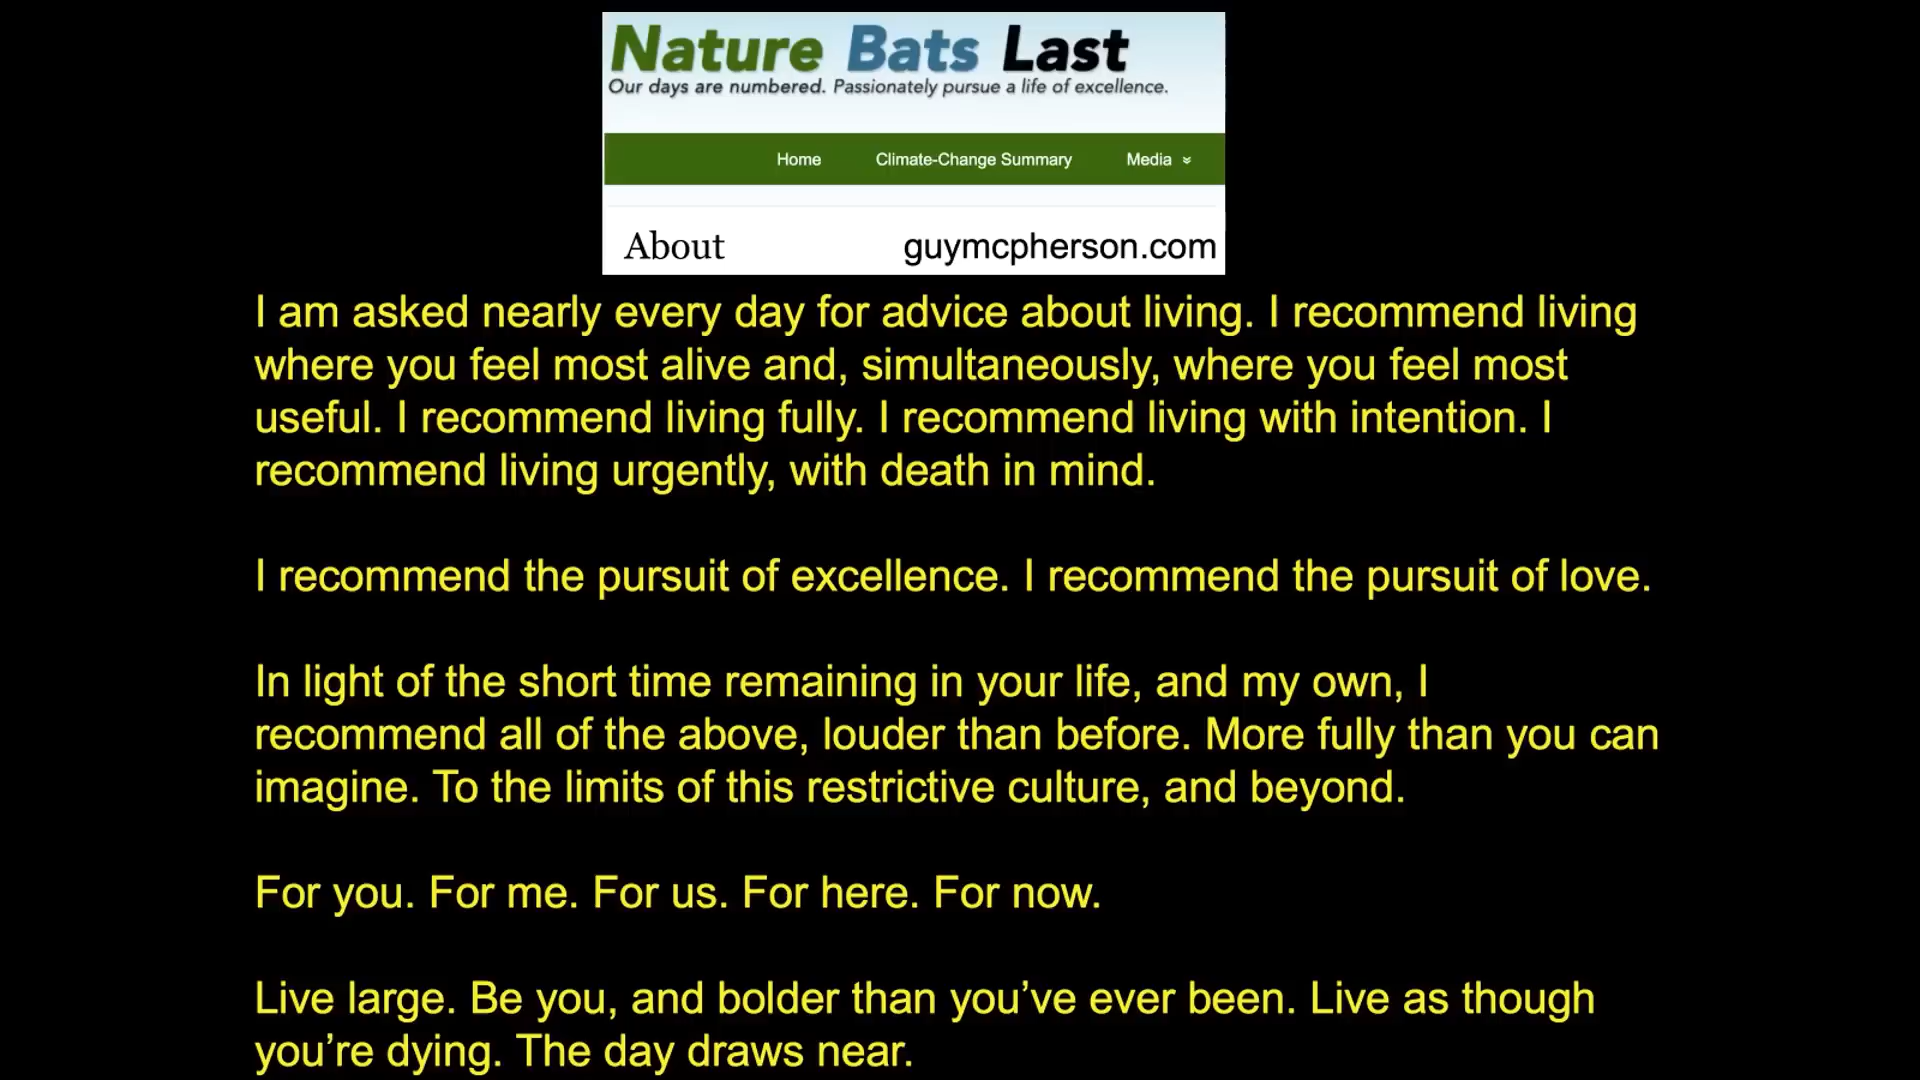 Nature Bats Last
Our days are numbered. Passionately pursue a life of excellence.
Home Climate-Change Summary Media
About guymcpherson.com
I am asked nearly every day for advice about living. I recommend living
where you feel most alive and, simultaneously, where you feel most
useful. I recommend living fully. I recommend living with intention. I
recommend living urgently, with death in mind.
I recommend the pursuit of excellence. I recommend the pursuit of love.
In light of the short time remaining in your life, and my own, I
recommend all of the above, louder than before. More fully than you can
imagine. To the limits of this restrictive culture, and beyond.
For you. For me. For us. For here. For now.
Live large. Be you, and bolder than you’ve ever been. Live as though
you’re dying. The day draws near.